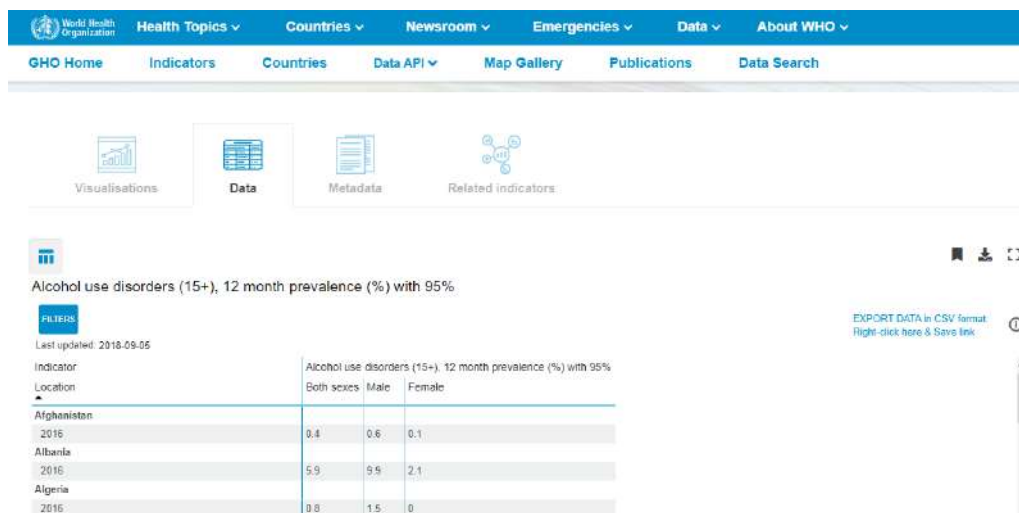 World Health Organization Health Topics Countries Newsroom Emergencies Data About WHO
GHO Home Indicators Countries Data API Map Gallery Publications Data Search
Visualisations Data Metadata Related indicators
Alcohol use disorders (15+), 12 month prevalence (%) with 95%
FILTERS
EXPORT DATA in CSV format
Right-click here & Save link
Last updated: 2018-09-05
Indicator Alcohol use disorders (15+), 12 month prevalence (%) with 95%
Location Both sexes Male Female
Afghanistan
2016 0.4 0.6 0.1
Albania
2016 5.9 9.9 2.1
Algeria
2016 0.8 1.5 0